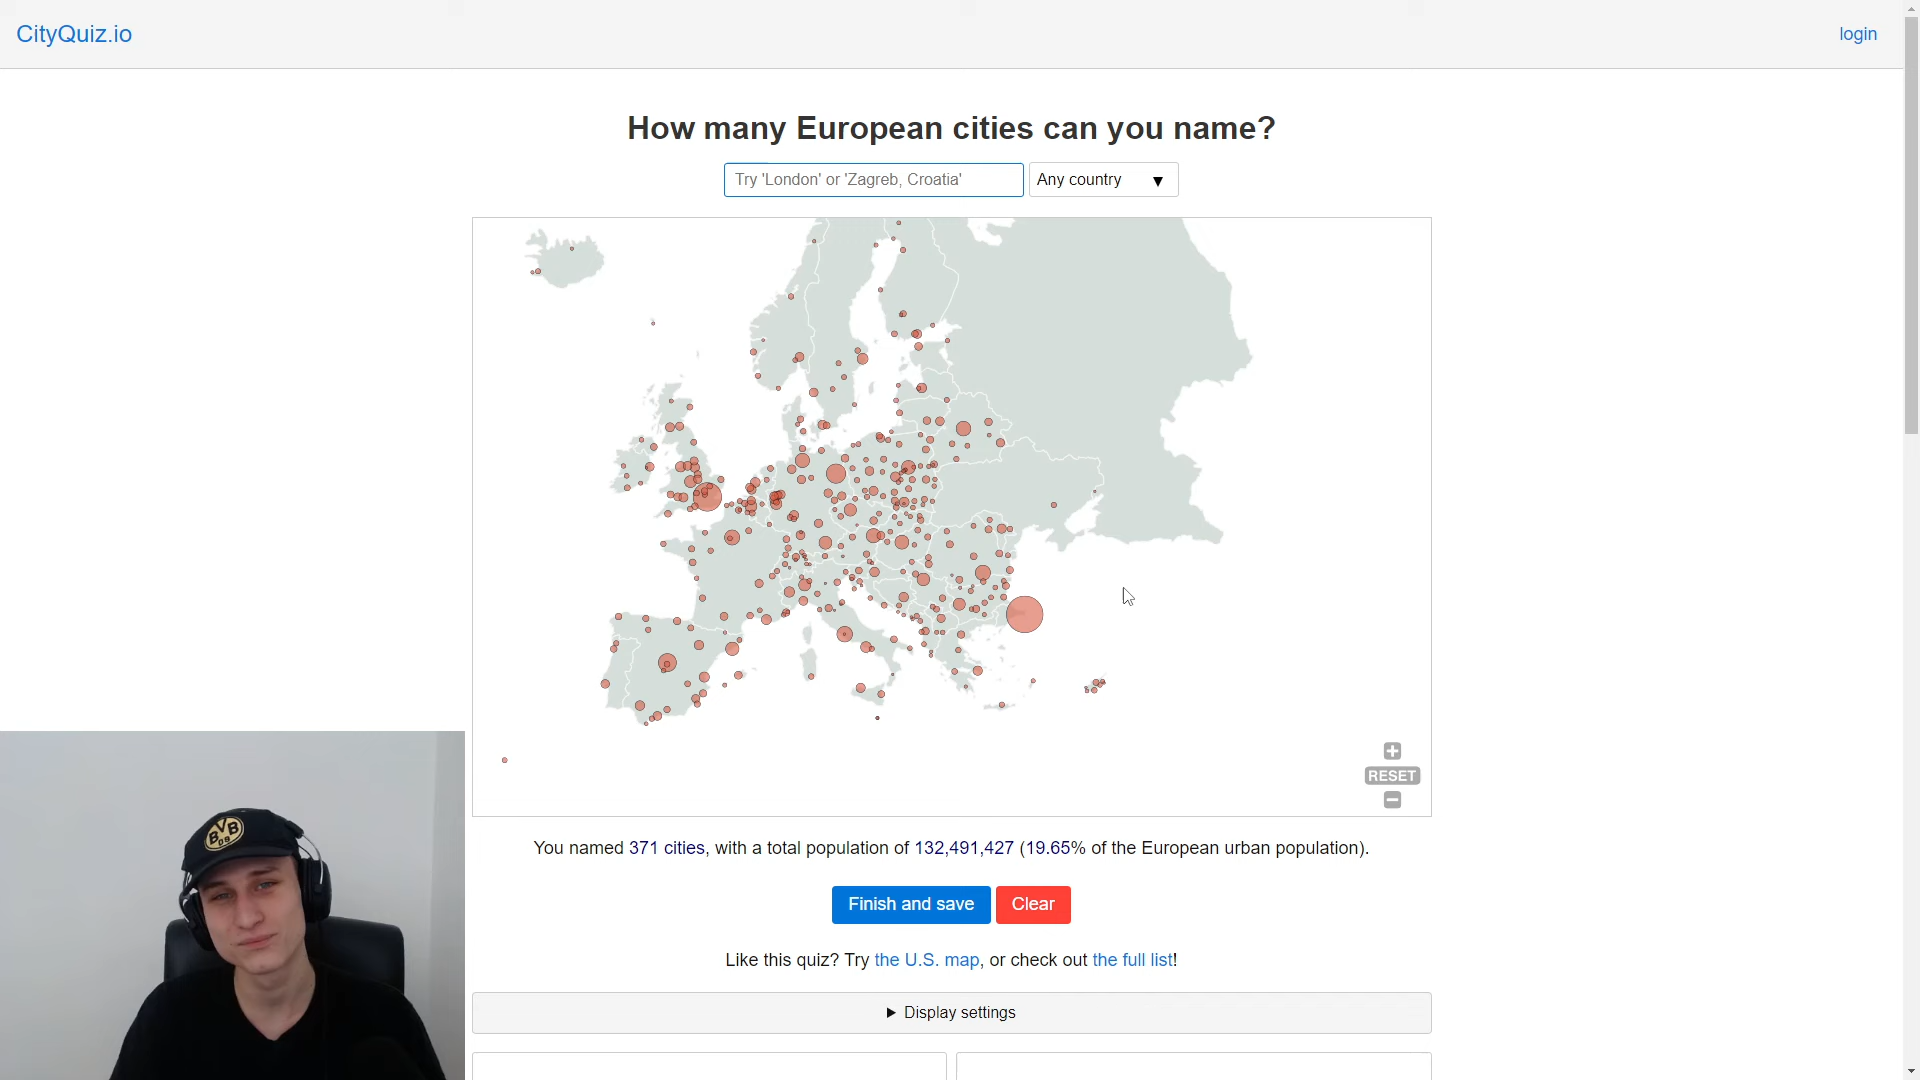 CityQuiz.io
login
How many European cities can you name?
Try 'London' or 'Zagreb, Croatia'
Any country ▼
+
RESET
−
You named 371 cities, with a total population of 132,491,427 (19.65% of the European urban population).
Finish and save
Clear
Like this quiz? Try the U.S. map, or check out the full list!
▶ Display settings
BVB
09